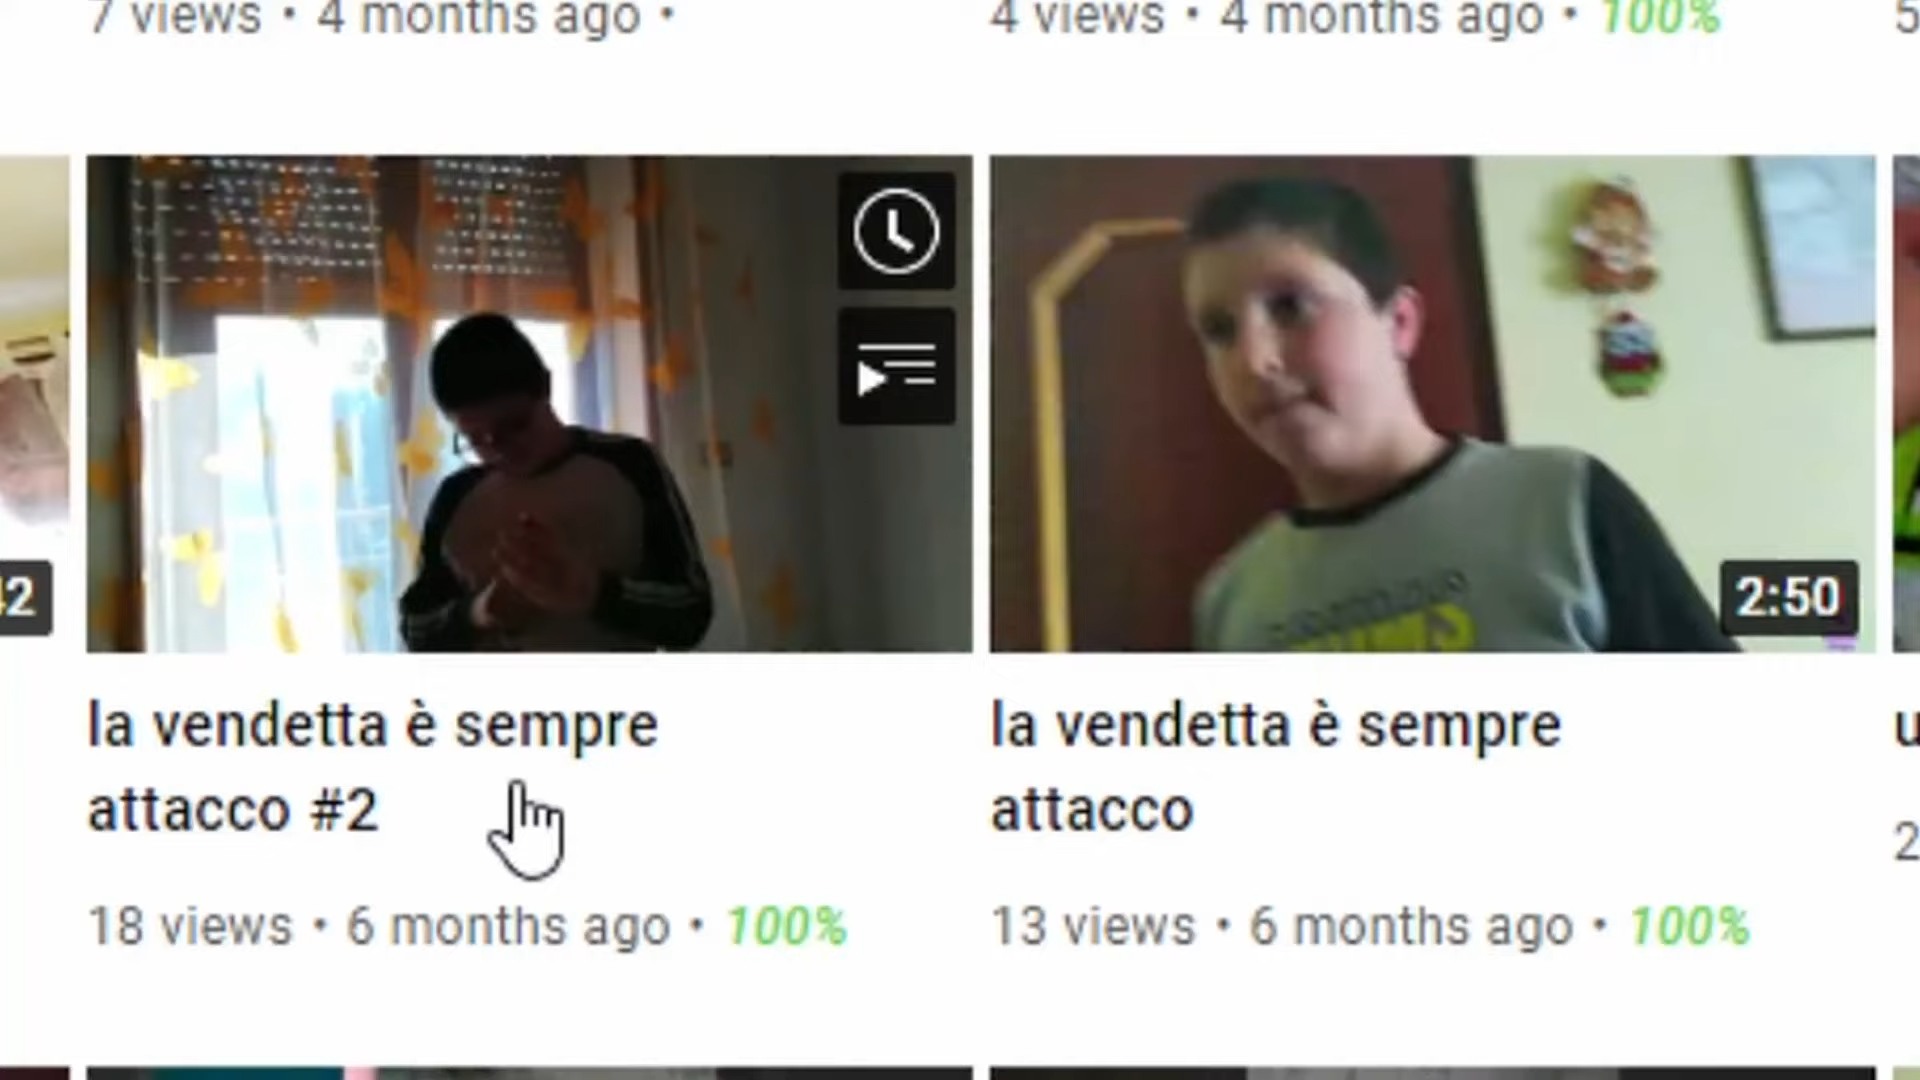 7 views • 4 months ago •
4 views • 4 months ago • 100%
2:50
la vendetta è sempre
attacco #2
18 views • 6 months ago • 100%
la vendetta è sempre
attacco
13 views • 6 months ago • 100%